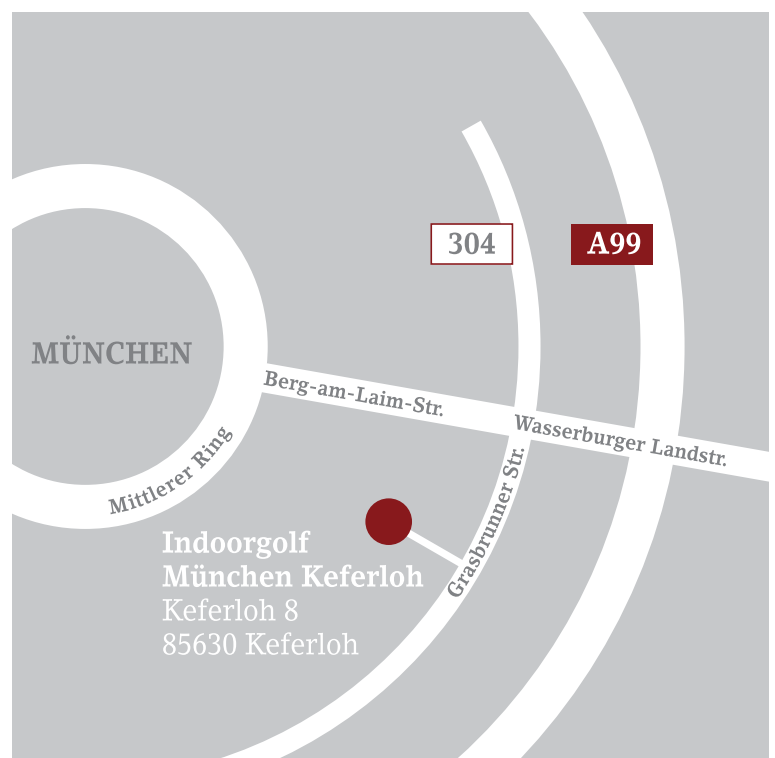 304
A99
MÜNCHEN
Berg-am-Laim-Str.
Wasserburger Landstr.
Mittlerer Ring
Grasbrunner Str.
Indoorgolf
München Keferloh
Keferloh 8
85630 Keferloh